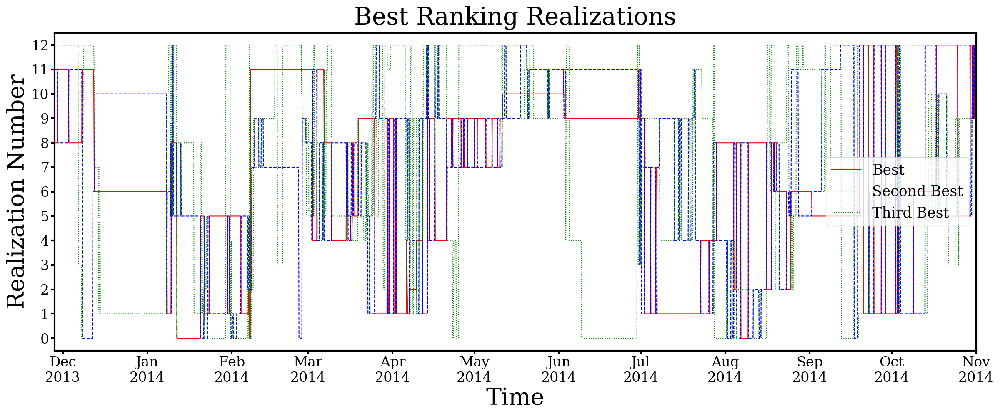 Best Ranking Realizations
Realization Number
12
11
10
9
8
7
6
5
4
3
2
1
0
Best
Second Best
Third Best
Dec Jan Feb Mar Apr May Jun Jul Aug Sep Oct Nov
2013 2014 2014 2014 2014 2014 2014 2014 2014 2014 2014 2014
Time